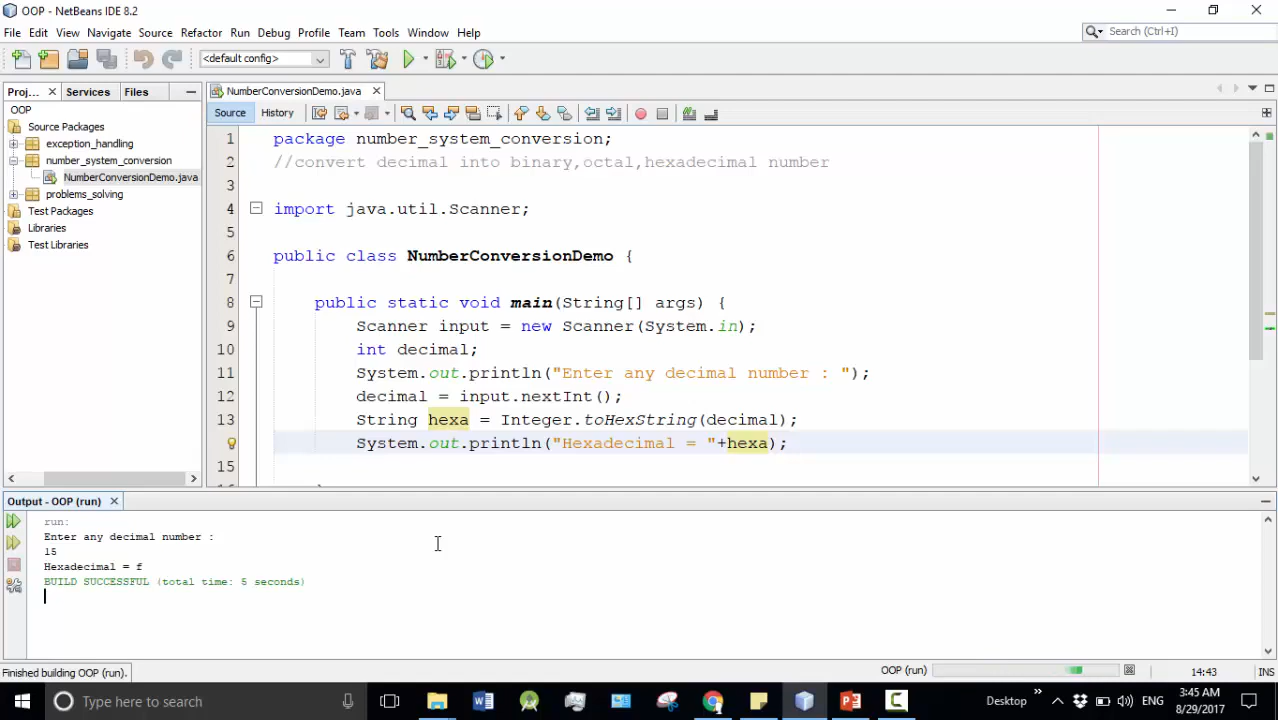 OOP - NetBeans IDE 8.2
File Edit View Navigate Source Refactor Run Debug Profile Team Tools Window Help
Search (Ctrl+I)
<default config>
Proj... Services Files
NumberConversionDemo.java
OOP
Source Packages
exception_handling
number_system_conversion
NumberConversionDemo.java
problems_solving
Test Packages
Libraries
Test Libraries
Source History
1 package number_system_conversion;
2 //convert decimal into binary,octal,hexadecimal number
3
4 import java.util.Scanner;
5
6 public class NumberConversionDemo {
7
8 public static void main(String[] args) {
9 Scanner input = new Scanner(System.in);
10 int decimal;
11 System.out.println("Enter any decimal number : ");
12 decimal = input.nextInt();
13 String hexa = Integer.toHexString(decimal);
System.out.println("Hexadecimal = "+hexa);
15
Output - OOP (run)
run:
Enter any decimal number :
15
Hexadecimal = f
BUILD SUCCESSFUL (total time: 5 seconds)
Finished building OOP (run).
OOP (run)
14:43 INS
Type here to search
Desktop
ENG
3:45 AM
8/29/2017